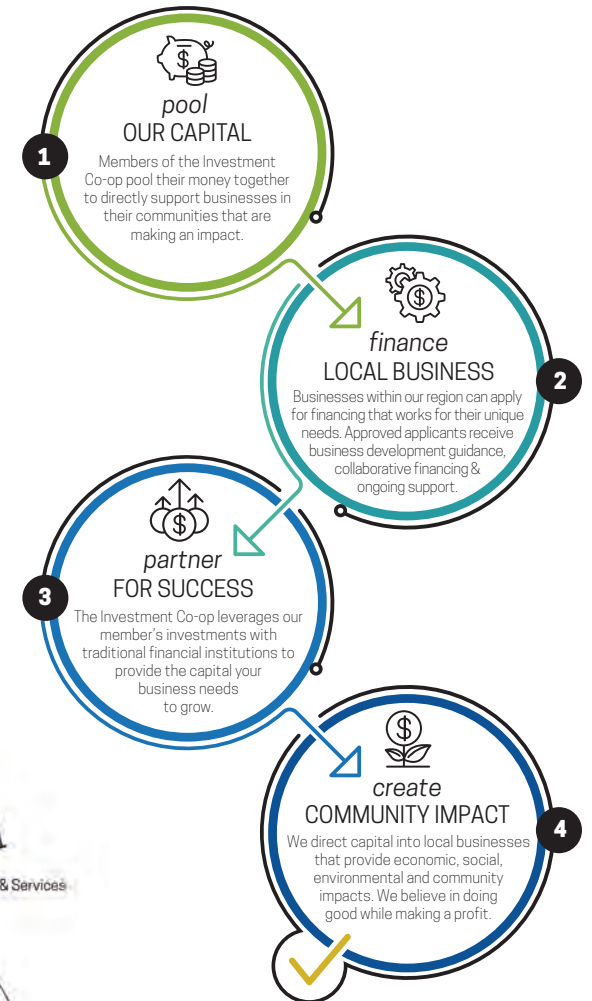 pool
OUR CAPITAL
1
Members of the Investment
Co-op pool their money together
to directly support businesses in
their communities that are
making an impact.
finance
LOCAL BUSINESS
2
Businesses within our region can apply
for financing that works for their unique
needs. Approved applicants receive
business development guidance,
collaborative financing &
ongoing support.
partner
FOR SUCCESS
3
The Investment Co-op leverages our
member's investments with
traditional financial institutions to
provide the capital your
business needs
to grow.
create
COMMUNITY IMPACT
4
We direct capital into local businesses
that provide economic, social,
environmental and community
impacts. We believe in doing
good while making a profit.
& Services